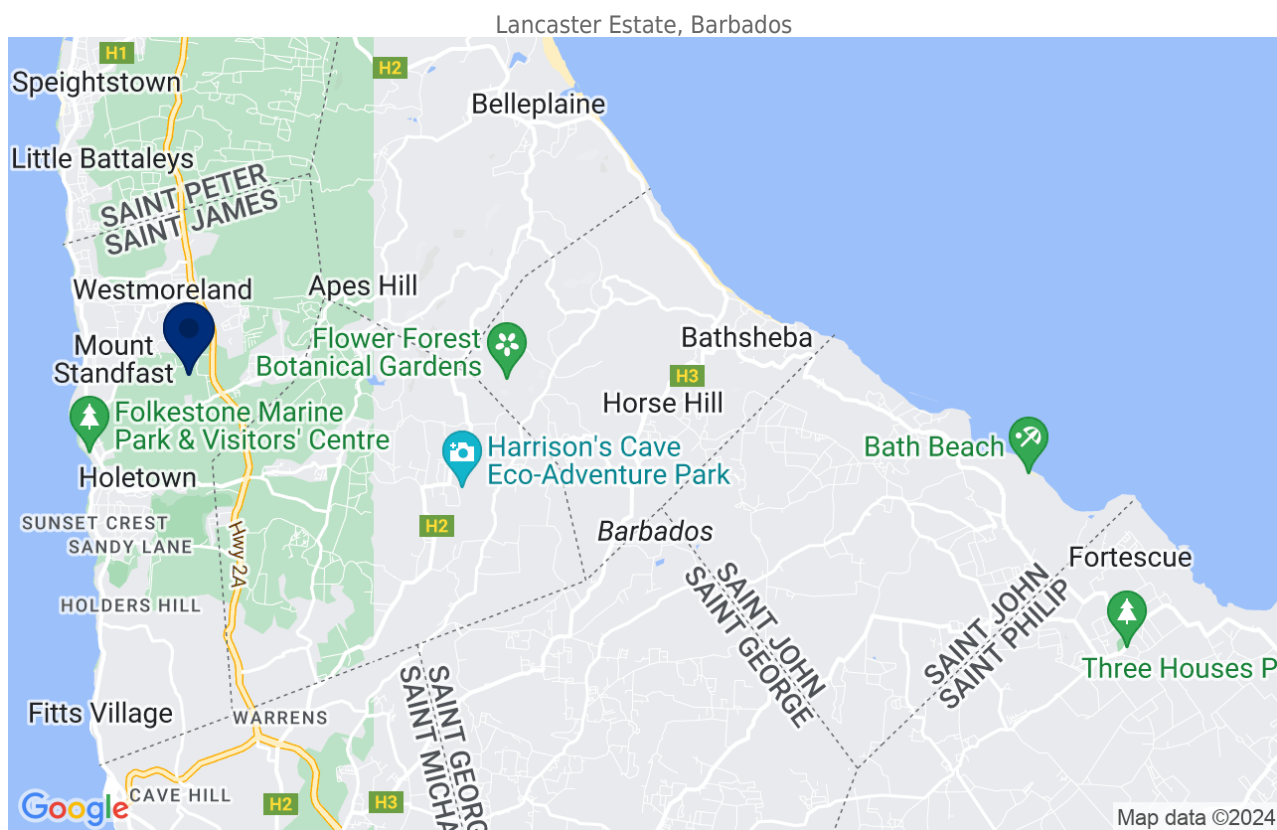 Lancaster Estate, Barbados
H1
H2
Speightstown
Belleplaine
Little Battaleys
SAINT PETER
SAINT JAMES
Westmoreland
Apes Hill
Mount
Standfast
Flower Forest
Botanical Gardens
Bathsheba
H3
Horse Hill
Folkestone Marine
Park & Visitors' Centre
Harrison's Cave
Eco-Adventure Park
Bath Beach
Holetown
SUNSET CREST
SANDY LANE
Hwy 2A
H2
Barbados
Fortescue
HOLDERS HILL
SAINT JOHN
SAINT GEORGE
SAINT JOHN
SAINT PHILIP
Three Houses P
Fitts Village
WARRENS
SAINT GEORG
SAINT MICHA
CAVE HILL
H2
H3
Google
Map data ©2024